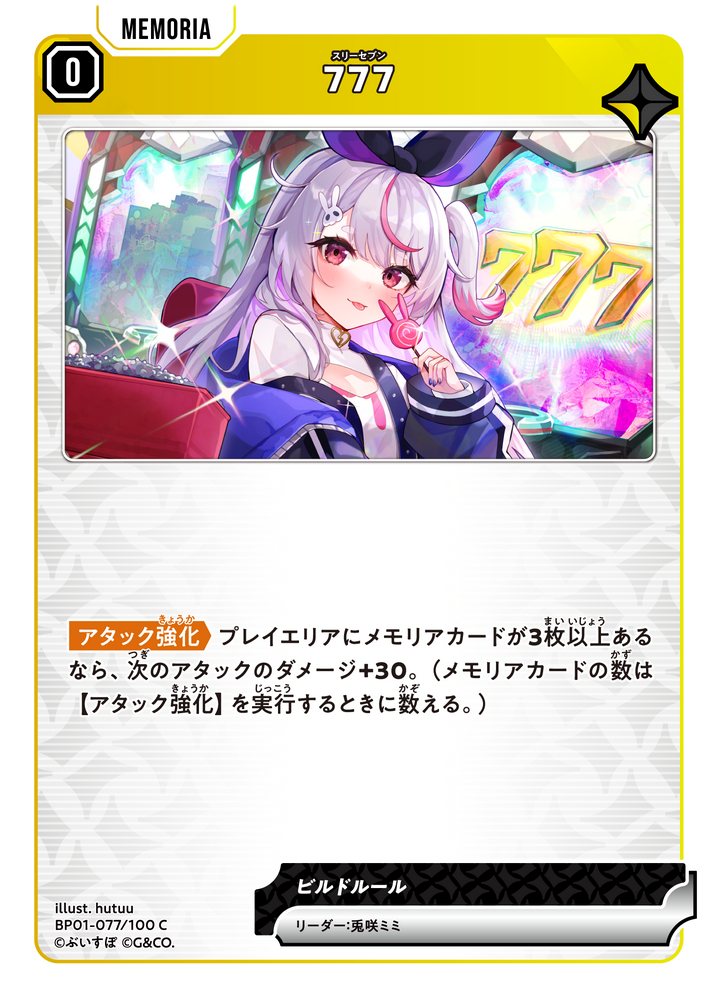 MEMORIA
0
スリーセブン
777
777
きょうか まいいじょう
アタック強化 プレイエリアにメモリアカードが3枚以上ある
つぎ かず
なら、次のアタックのダメージ+30。（メモリアカードの数は
きょうか じっこう かぞ
【アタック強化】を実行するときに数える。）
ビルドルール
リーダー:兎咲ミミ
illust. hutuu
BP01-077/100 C
©ぶいすぽ ©G&CO.